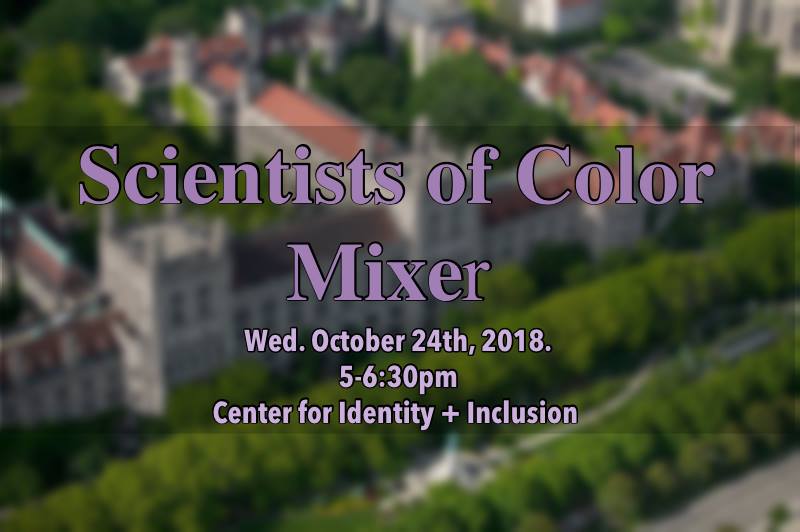 Scientists of Color
Mixer
Wed. October 24th, 2018.
5-6:30pm
Center for Identity + Inclusion